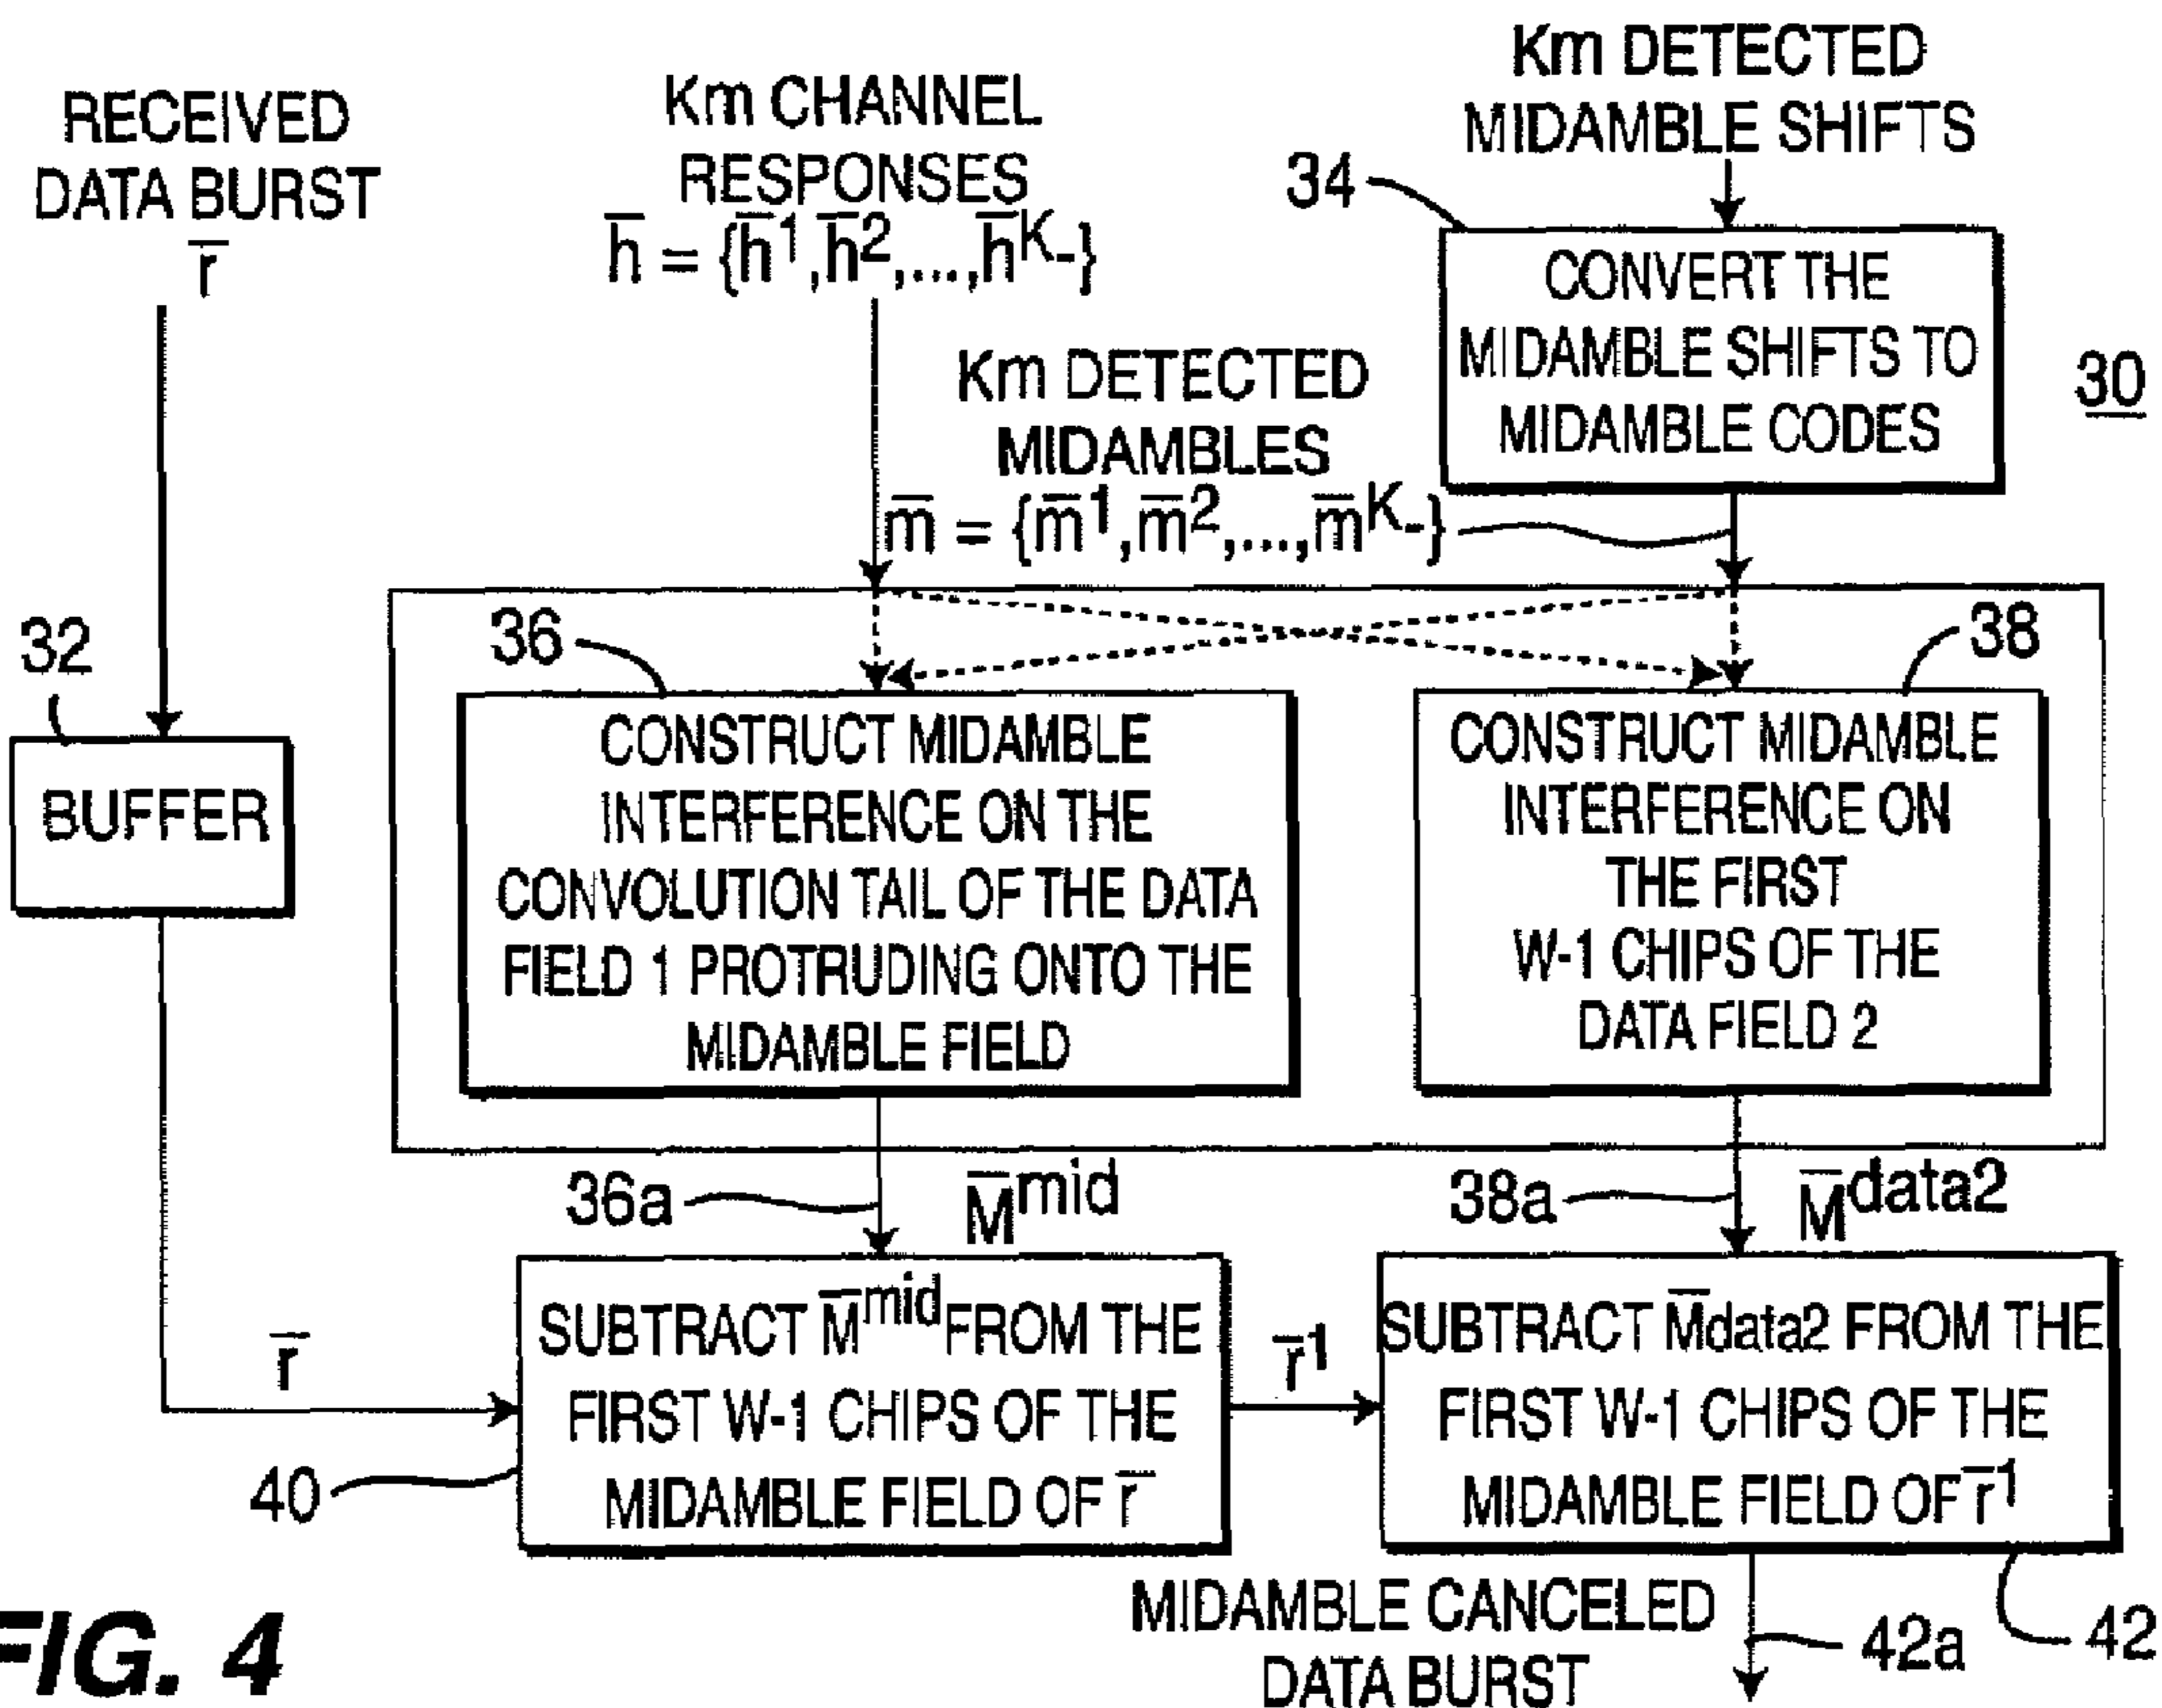 RECEIVED
DATA BURST
r̅
Km CHANNEL
RESPONSES
h̅ = {h̅¹,h̅²,...,h̅ᴷ-}
Km DETECTED
MIDAMBLE SHIFTS
34
CONVERT THE
MIDAMBLE SHIFTS TO
MIDAMBLE CODES
30
Km DETECTED
MIDAMBLES
m̅ = {m̅¹,m̅²,...,m̅ᴷ-}
32
BUFFER
36
CONSTRUCT MIDAMBLE
INTERFERENCE ON THE
CONVOLUTION TAIL OF THE DATA
FIELD 1 PROTRUDING ONTO THE
MIDAMBLE FIELD
38
CONSTRUCT MIDAMBLE
INTERFERENCE ON
THE FIRST
W-1 CHIPS OF THE
DATA FIELD 2
36a
M̅ᵐⁱᵈ
38a
M̅ᵈᵃᵗᵃ²
r̅
40
SUBTRACT M̅ᵐⁱᵈ FROM THE
FIRST W-1 CHIPS OF THE
MIDAMBLE FIELD OF r̅
r̅¹
SUBTRACT M̅data2 FROM THE
FIRST W-1 CHIPS OF THE
MIDAMBLE FIELD OF r̅¹
MIDAMBLE CANCELED
DATA BURST
42a
42
FIG. 4